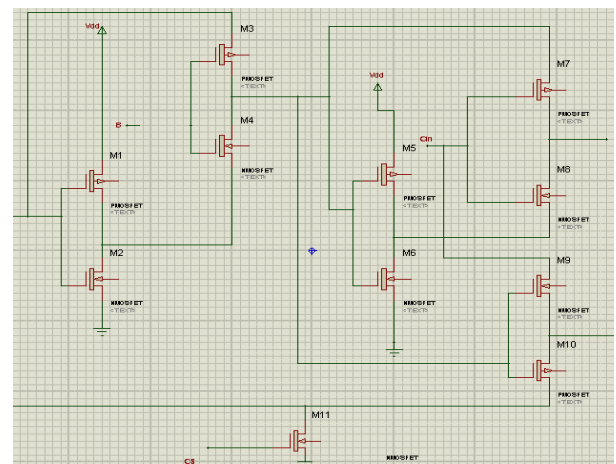 M3
Vdd
PMOSFET
<TEXT>
M7
Vdd
B
M4
Cin
PMOSFET
<TEXT>
M5
NMOSFET
<TEXT>
M1
M8
PMOSFET
<TEXT>
PMOSFET
<TEXT>
NMOSFET
<TEXT>
M2
M6
M9
NMOSFET
<TEXT>
NMOSFET
<TEXT>
NMOSFET
<TEXT>
M10
PMOSFET
<TEXT>
M11
CS
NMOSFET